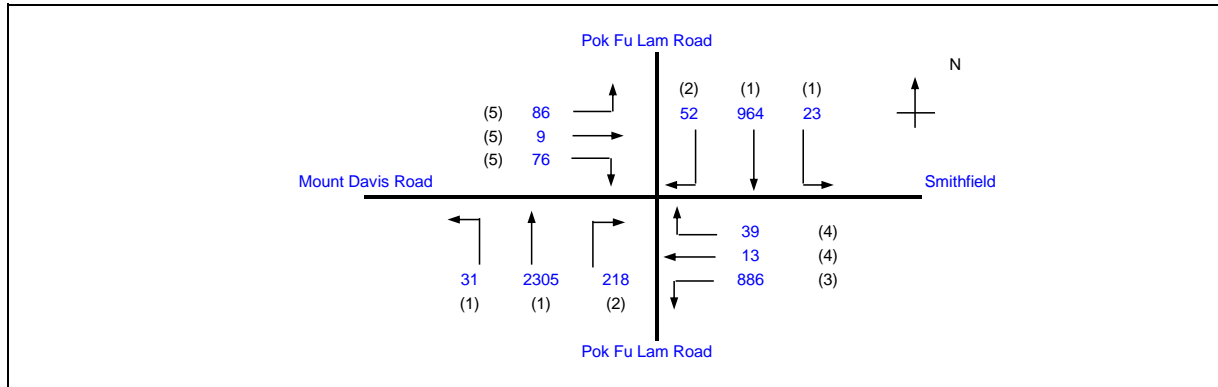 Pok Fu Lam Road
N
(2) (1) (1)
(5) 86 52 964 23
(5) 9
(5) 76
Mount Davis Road Smithfield
39 (4)
13 (4)
31 2305 218 886 (3)
(1) (1) (2)
Pok Fu Lam Road